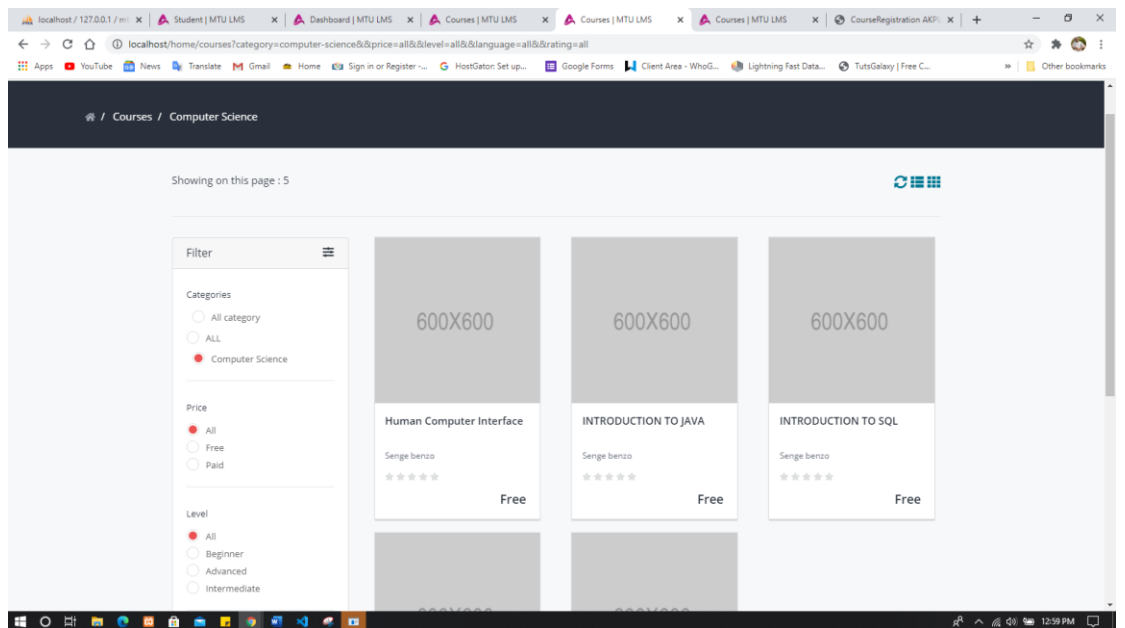 localhost / 127.0.0.1 / m
Student | MTU LMS
Dashboard | MTU LMS
Courses | MTU LMS
Courses | MTU LMS
Courses | MTU LMS
CourseRegistration AKP
localhost/home/courses?category=computer-science&&price=all&&level=all&&language=all&&rating=all
Apps YouTube News Translate Gmail Home Sign in or Register -... HostGator: Set up... Google Forms Client Area - WhoG... Lightning Fast Data... TutsGalaxy | Free C... » Other bookmarks
/ Courses / Computer Science
Showing on this page : 5
Filter
Categories
All category
ALL
Computer Science
Price
All
Free
Paid
Level
All
Beginner
Advanced
Intermediate
600X600
Human Computer Interface
Senge benzo
Free
600X600
INTRODUCTION TO JAVA
Senge benzo
Free
600X600
INTRODUCTION TO SQL
Senge benzo
Free
12:59 PM